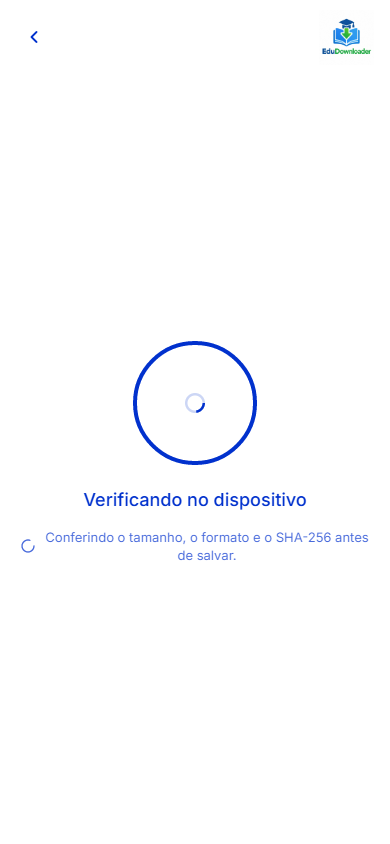 EduDownloader
Verificando no dispositivo
Conferindo o tamanho, o formato e o SHA-256 antes
de salvar.